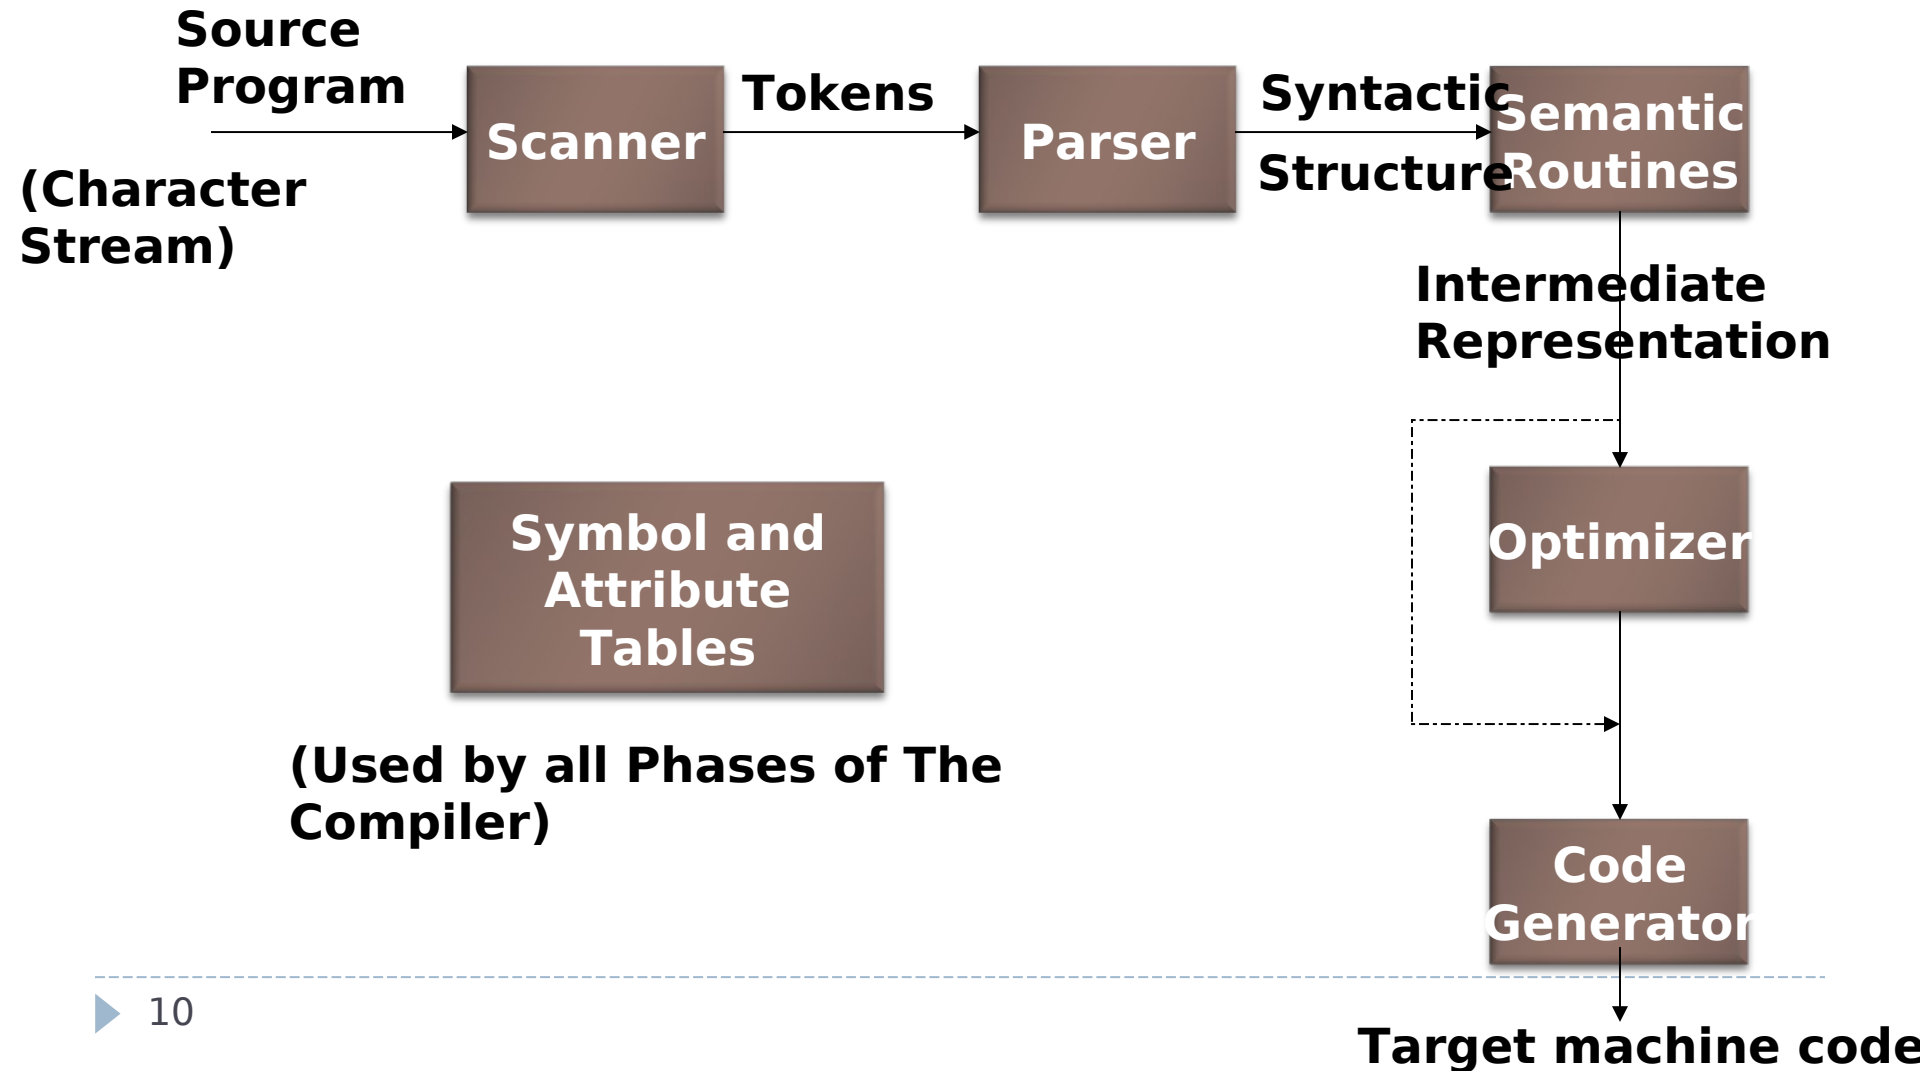 Source
Program
(Character
Stream)
Scanner
Tokens
Parser
Syntactic
Structure
Semantic
Routines
Intermediate
Representation
Optimizer
Symbol and
Attribute
Tables
(Used by all Phases of The
Compiler)
Code
Generator
Target machine code
10